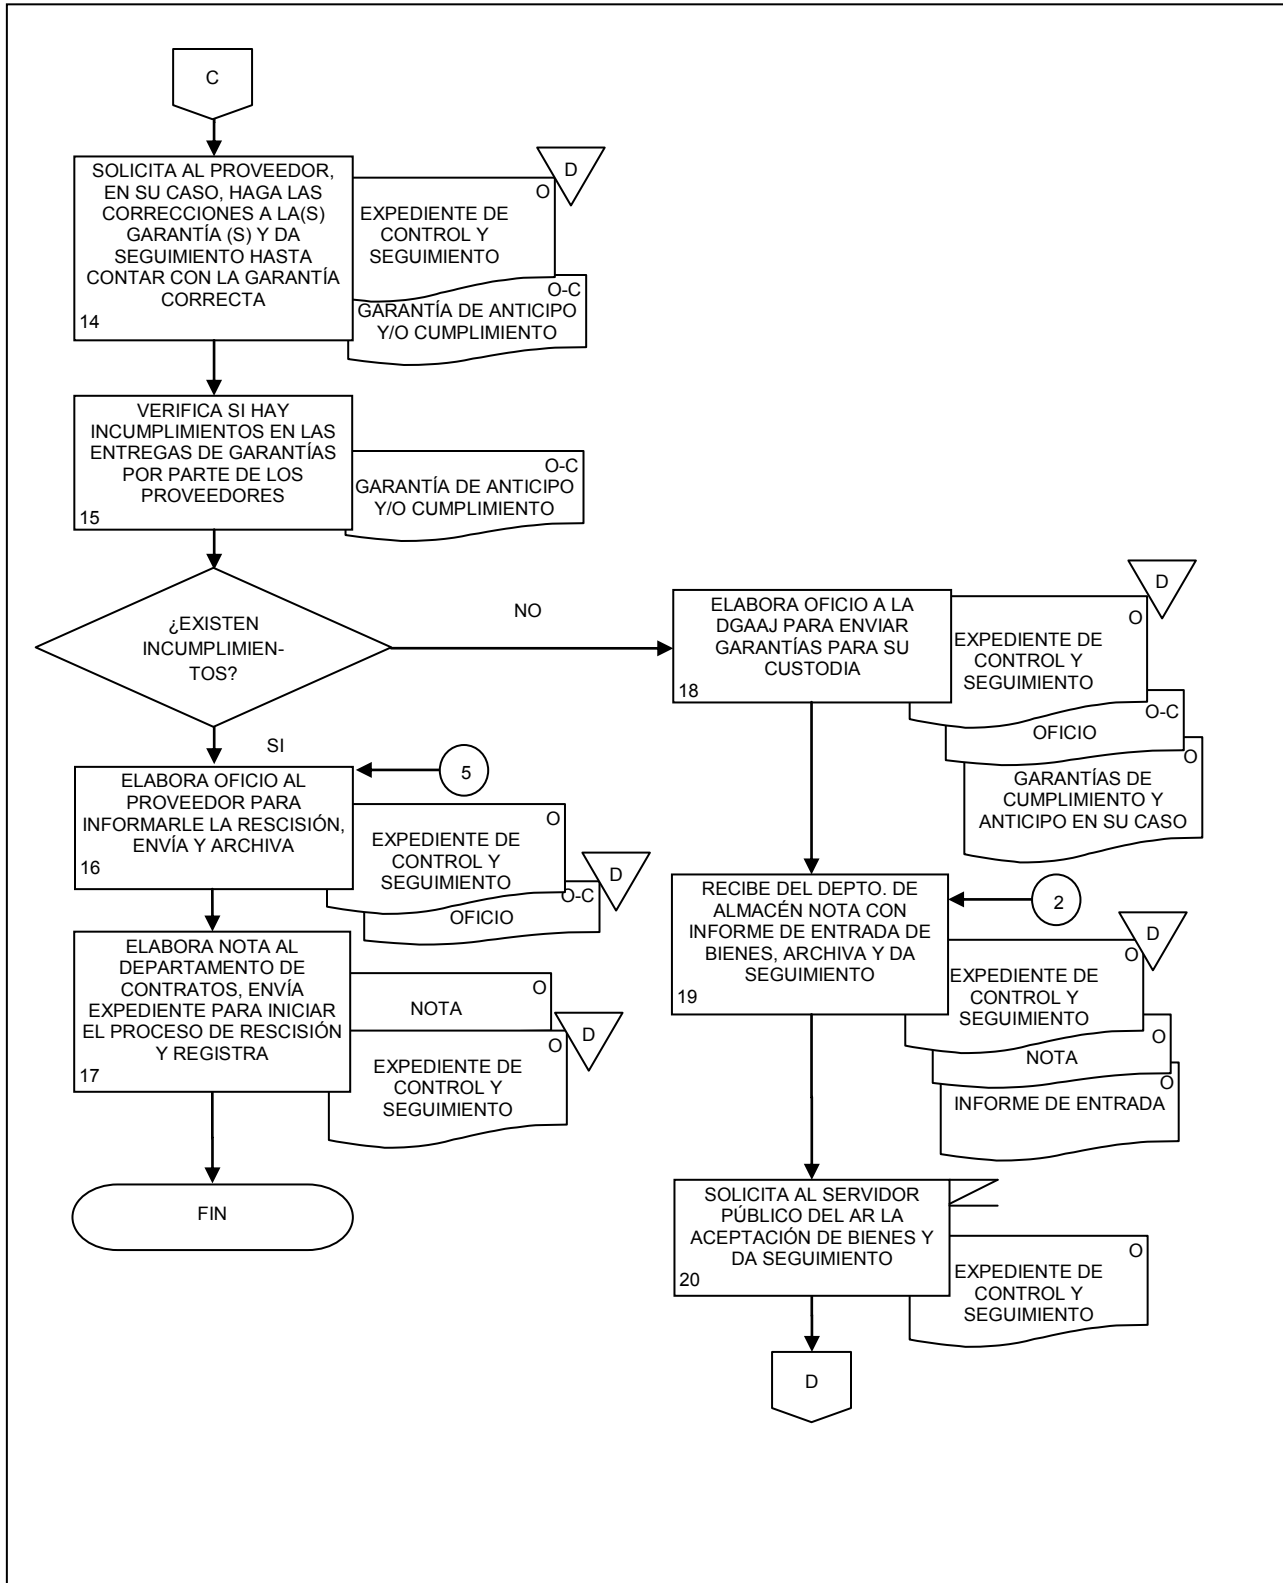 C
SOLICITA AL PROVEEDOR,
EN SU CASO, HAGA LAS
CORRECCIONES A LA(S)
GARANTÍA (S) Y DA
SEGUIMIENTO HASTA
CONTAR CON LA GARANTÍA
CORRECTA
14
D
O
EXPEDIENTE DE
CONTROL Y
SEGUIMIENTO
O-C
GARANTÍA DE ANTICIPO
Y/O CUMPLIMIENTO
VERIFICA SI HAY
INCUMPLIMIENTOS EN LAS
ENTREGAS DE GARANTÍAS
POR PARTE DE LOS
PROVEEDORES
15
O-C
GARANTÍA DE ANTICIPO
Y/O CUMPLIMIENTO
¿EXISTEN
INCUMPLIMIEN-
TOS?
NO
SI
5
ELABORA OFICIO AL
PROVEEDOR PARA
INFORMARLE LA RESCISIÓN,
ENVÍA Y ARCHIVA
16
O
EXPEDIENTE DE
CONTROL Y
SEGUIMIENTO
D
O-C
OFICIO
ELABORA NOTA AL
DEPARTAMENTO DE
CONTRATOS, ENVÍA
EXPEDIENTE PARA INICIAR
EL PROCESO DE RESCISIÓN
Y REGISTRA
17
O
NOTA
D
O
EXPEDIENTE DE
CONTROL Y
SEGUIMIENTO
FIN
ELABORA OFICIO A LA
DGAAJ PARA ENVIAR
GARANTÍAS PARA SU
CUSTODIA
18
D
O
EXPEDIENTE DE
CONTROL Y
SEGUIMIENTO
O-C
OFICIO
O
GARANTÍAS DE
CUMPLIMIENTO Y
ANTICIPO EN SU CASO
RECIBE DEL DEPTO. DE
ALMACÉN NOTA CON
INFORME DE ENTRADA DE
BIENES, ARCHIVA Y DA
SEGUIMIENTO
19
2
D
O
EXPEDIENTE DE
CONTROL Y
SEGUIMIENTO
O
NOTA
O
INFORME DE ENTRADA
SOLICITA AL SERVIDOR
PÚBLICO DEL AR LA
ACEPTACIÓN DE BIENES Y
DA SEGUIMIENTO
20
O
EXPEDIENTE DE
CONTROL Y
SEGUIMIENTO
D